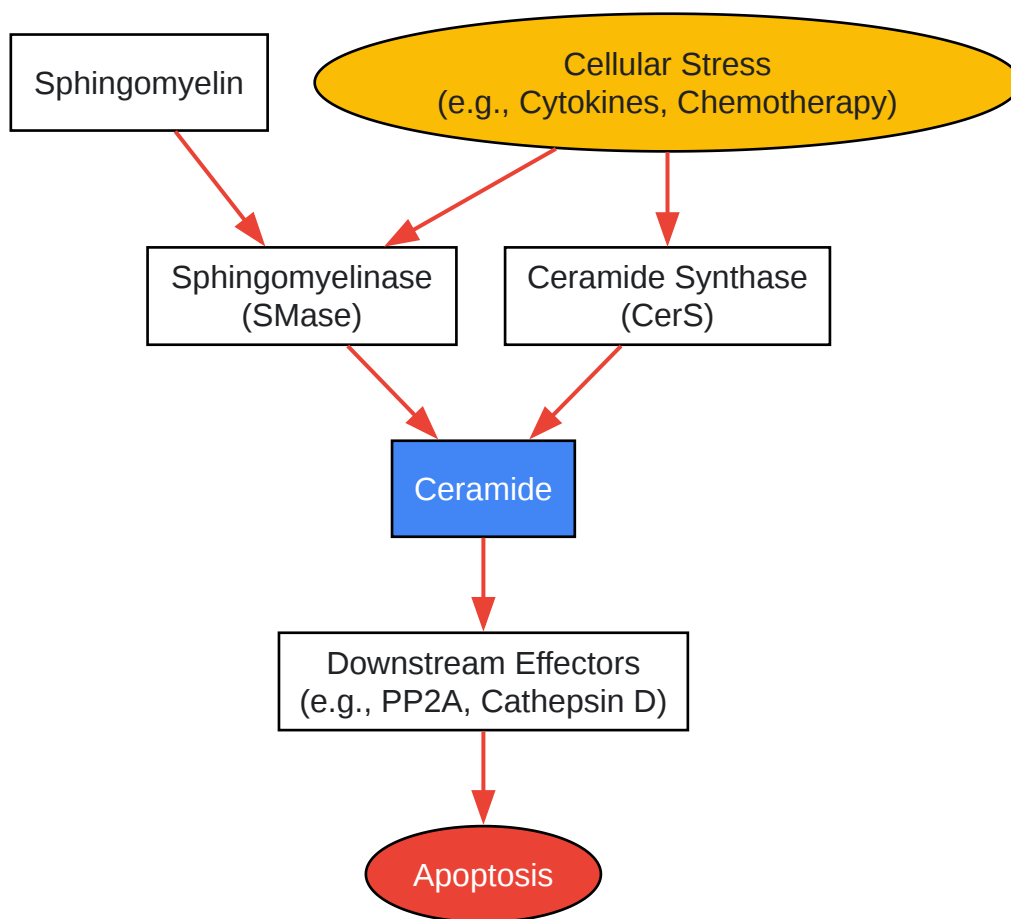 Sphingomyelin
Cellular Stress
(e.g., Cytokines, Chemotherapy)
Sphingomyelinase
(SMase)
Ceramide Synthase
(CerS)
Ceramide
Downstream Effectors
(e.g., PP2A, Cathepsin D)
Apoptosis